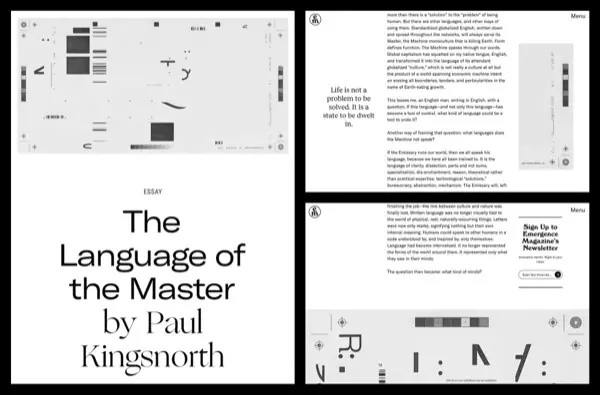 ESSAY
The
Language of
the Master
by Paul
Kingsnorth
Menu
more than there is a "solution" to the "problem" of being
human. But there are other languages, and other ways of
using them. Standardized globalized English, written down
and spread throughout the networks, will always serve its
Master, the Machine monoculture that is killing Earth. Form
defines function. The Machine speaks through our words.
Global capitalism has squatted on my native tongue, English,
and transformed it into the language of its attendant
globalized "culture," which is not really a culture at all but
the product of a world-spanning economic machine intent
on erasing all boundaries, borders, and particularities in the
name of Earth-eating growth.
Life is not a
problem to be
solved. It is a
state to be dwelt
in.
This leaves me, an English man, writing in English, with a
question. If this language—and not only this language—has
become a tool of control, what kind of language could be a
tool to undo it?
Another way of framing that question: what languages does
the Machine not speak?
If the Emissary runs our world, then we all speak his
language, because we have all been trained to. It is the
language of clarity, dissection, parts and not sums,
specialization, disenchantment, reason, theoretical rather
than practical expertise, technological "solutions,"
bureaucracy, abstraction, mechanism. The Emissary will, left
Menu
finishing the job—the link between culture and nature was
finally lost. Written language was no longer visually tied to
the world of physical, real, naturally-occurring things. Letters
were now only marks, signifying nothing but their own
internal meaning. Humans could speak to other humans in a
code understood by, and inspired by, only themselves.
Language had become internalized. It no longer represented
the forms of the world around them. It represented only what
they saw in their minds.
The question then became: what kind of minds?
Sign Up to
Emergence
Magazine's
Newsletter